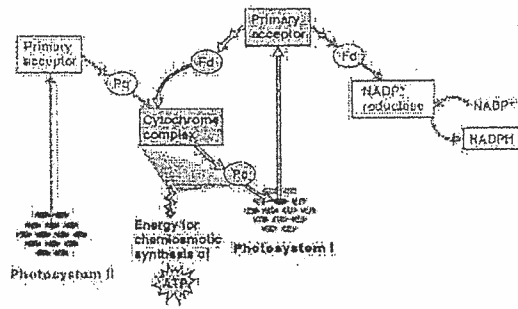 Primary
acceptor
Primary
acceptor
Fd
Fd
Pq
NADP+
reductase
NADP+
NADPH
Cytochrome
complex
Pc
Energy for
chemiosmotic
synthesis of
ATP
Photosystem I
Photosystem II